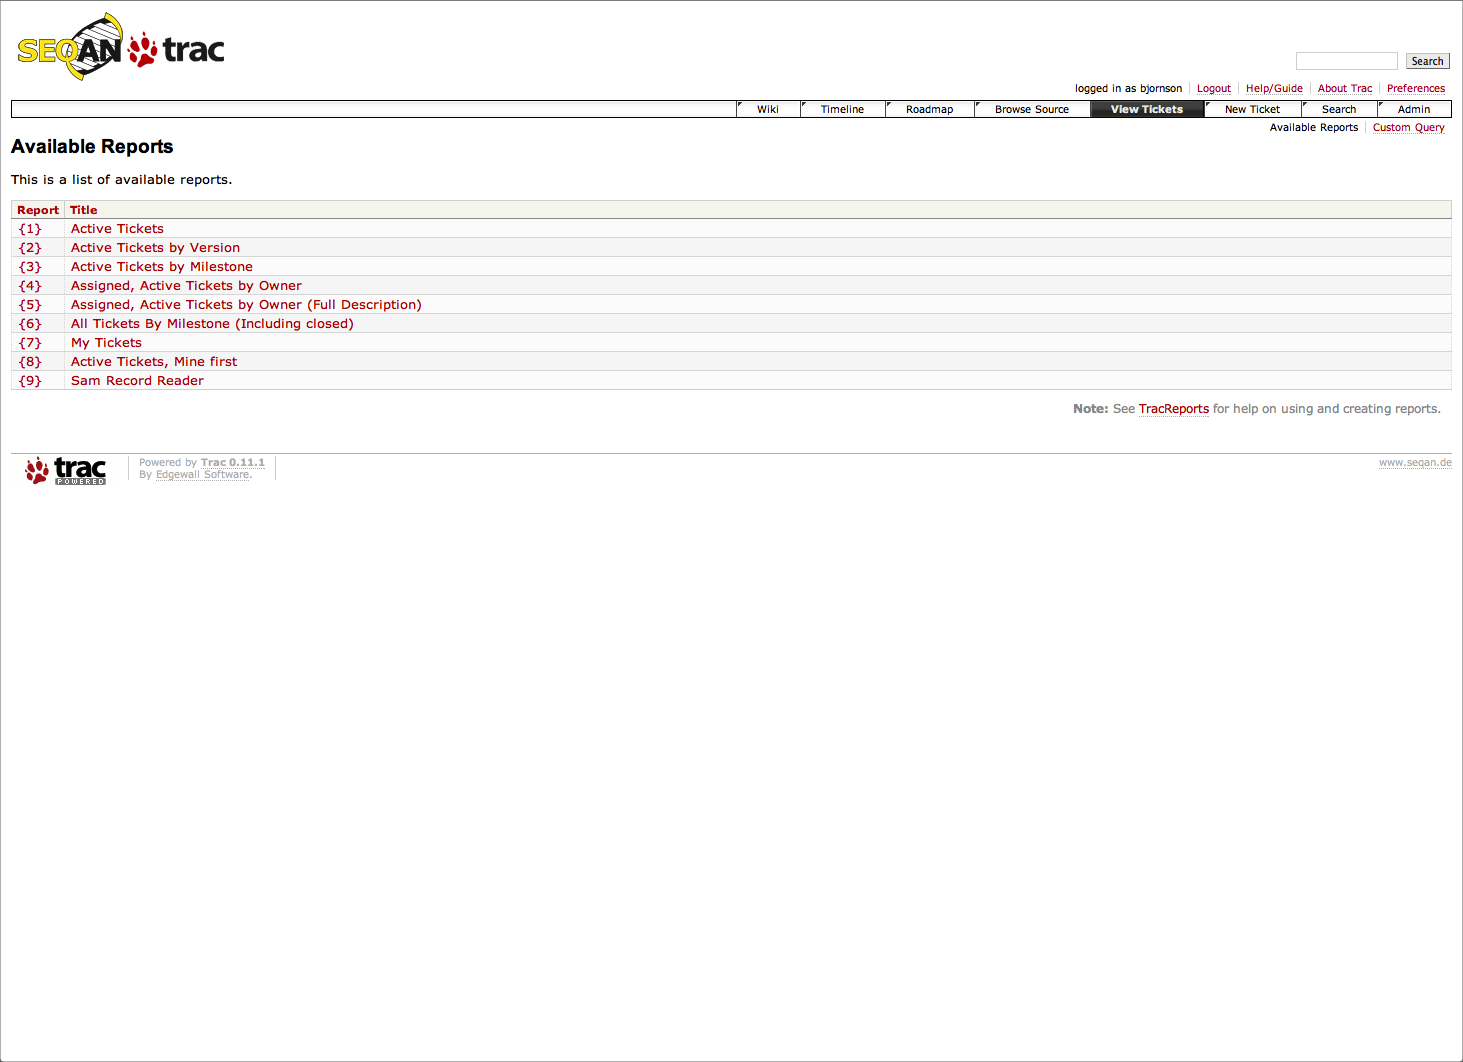 SEQAN trac
Search
logged in as bjornson Logout Help/Guide About Trac Preferences
Wiki Timeline Roadmap Browse Source View Tickets New Ticket Search Admin
Available Reports Custom Query
Available Reports
This is a list of available reports.
Report Title
{1} Active Tickets
{2} Active Tickets by Version
{3} Active Tickets by Milestone
{4} Assigned, Active Tickets by Owner
{5} Assigned, Active Tickets by Owner (Full Description)
{6} All Tickets By Milestone (Including closed)
{7} My Tickets
{8} Active Tickets, Mine first
{9} Sam Record Reader
Note: See TracReports for help on using and creating reports.
trac
POWERED
Powered by Trac 0.11.1
By Edgewall Software.
www.seqan.de